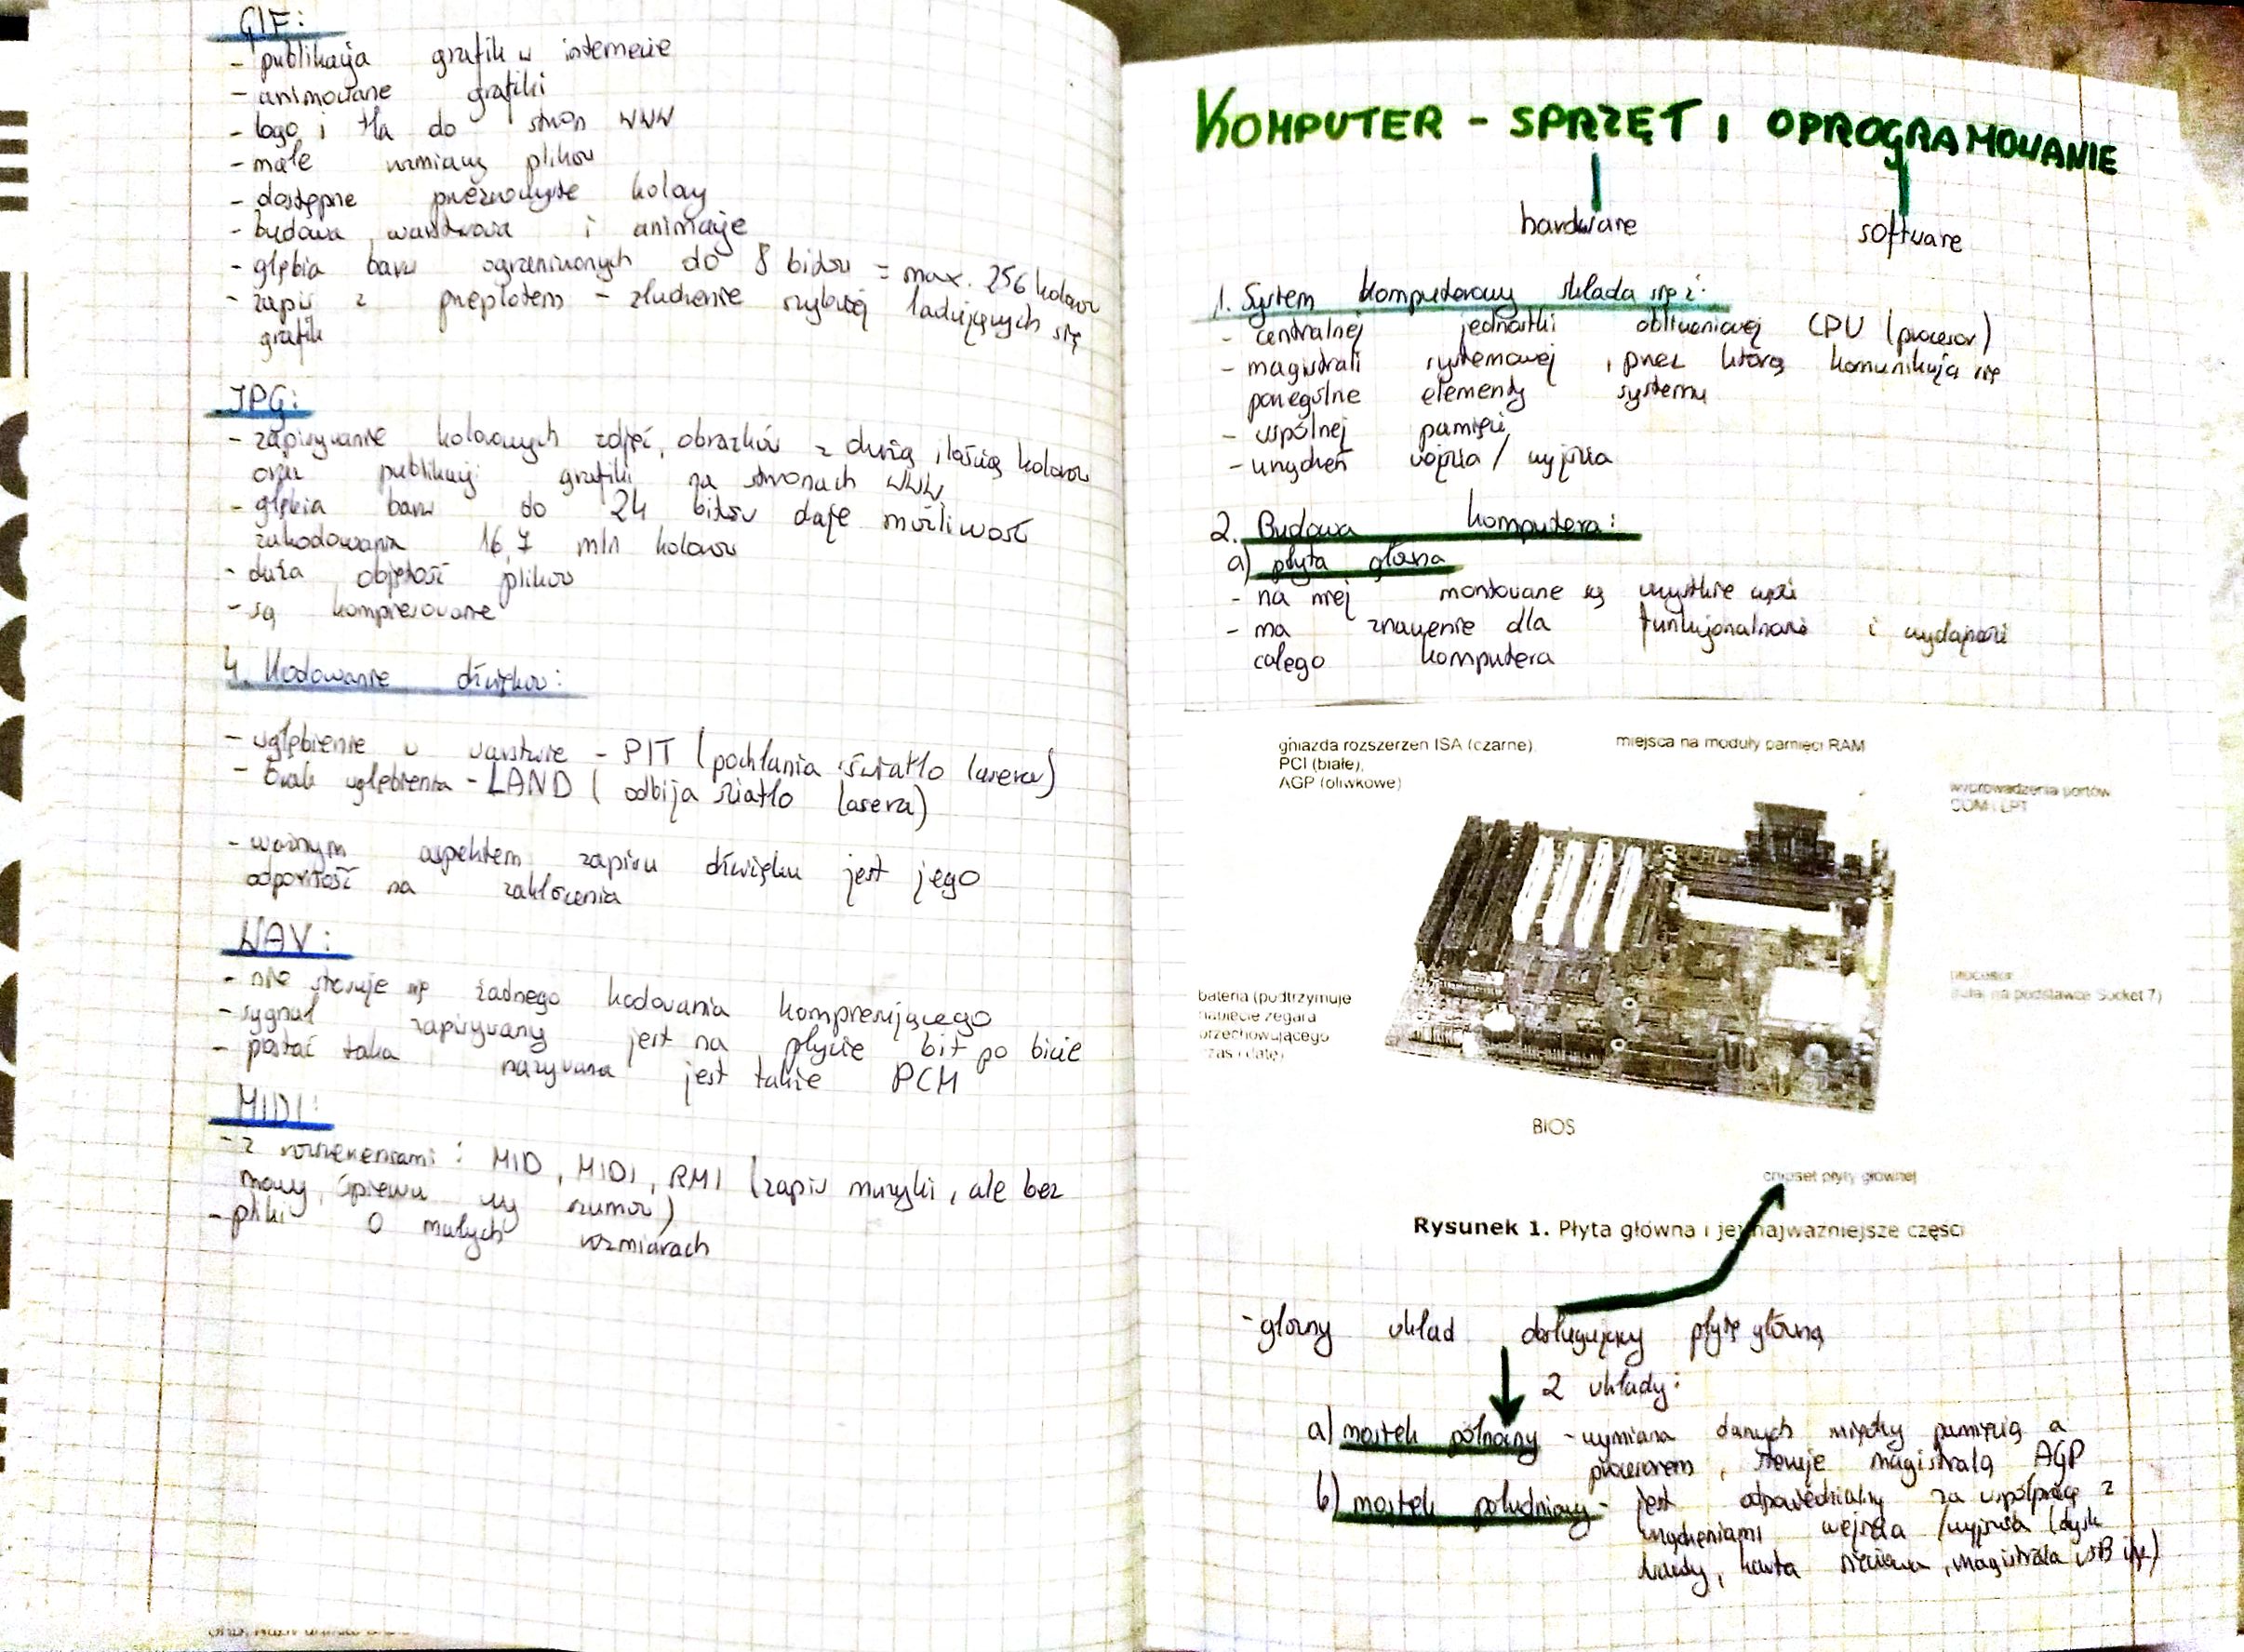 GIF:
- publikacja grafik w internecie
- animowane grafiki
- logo i tła do stron WWW
- małe rozmiary plików
- dostępne przezroczyste kolory
- budowa warstwowa i animacje
- głębia barw ograniczonych do 8 bitów = max. 256 kolorów
- zapis z przeplotem - złudzenie szybciej ładujących się
grafik
JPG:
- zapisywanie kolorowych zdjęć, obrazków z dużą ilością kolorów
oraz publikacji grafiki na stronach WWW
- głębia barw do 24 bitów daje możliwość
zakodowania 16,7 mln kolorów
- duża objętość plików
- są kompresowane
4. Kodowanie dźwięków:
- wgłębienie w warstwie - PIT (pochłania światło lasera)
- brak wgłębienia - LAND (odbija światło lasera)
- ważnym aspektem zapisu dźwięku jest jego
odporność na zakłócenia
WAV:
- nie stosuje się żadnego kodowania kompresującego
- sygnał zapisywany jest na płycie bit po bicie
- postać taka nazywana jest także PCM
MIDI:
- z rozszerzeniami: MID, MIDI, RMI (zapis muzyki, ale bez
mowy, śpiewu czy szumów)
- pliki o małych rozmiarach
KOMPUTER - SPRZĘT I OPROGRAMOWANIE
hardware software
1. System komputerowy składa się z:
- centralnej jednostki obliczeniowej CPU (procesor)
- magistrali systemowej, przez którą komunikują się
poszególne elementy systemu
- wspólnej pamięci
- urządzeń wejścia / wyjścia
2. Budowa komputera:
a) płyta główna
- na niej montowane są wszystkie części
- ma znaczenie dla funkcjonalności i wydajności
całego komputera
gniazda rozszerzeń ISA (czarne),
PCI (białe),
AGP (oliwkowe)
miejsca na moduły pamięci RAM
wyprowadzenia portów
COM i LPT
procesor
(tutaj na podstawce Socket 7)
bateria (podtrzymuje
napięcie zegara
przechowującego
czas i datę)
BIOS
chipset płyty głównej
Rysunek 1. Płyta główna i jej najważniejsze części
- główny układ obsługujący płytę główną
2 układy:
a) mostek północny - wymiana danych między pamięcią a
procesorem, steruje magistralą AGP
b) mostek południowy - jest odpowiedzialny za współpracę z
urządzeniami wejścia / wyjścia (dysk
twardy, karta sieciowa, magistrala USB itp.)